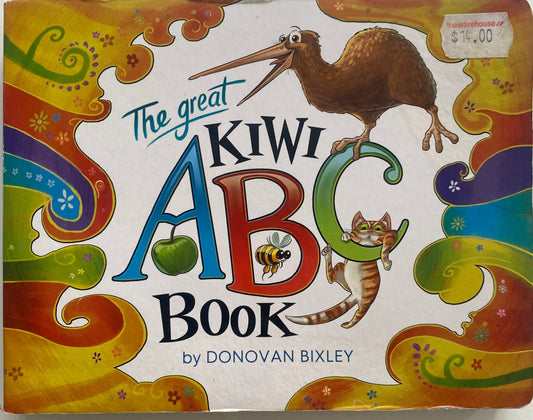 thewarehouse
$14.00
The great
KIWI
ABC
BOOK
by DONOVAN BIXLEY